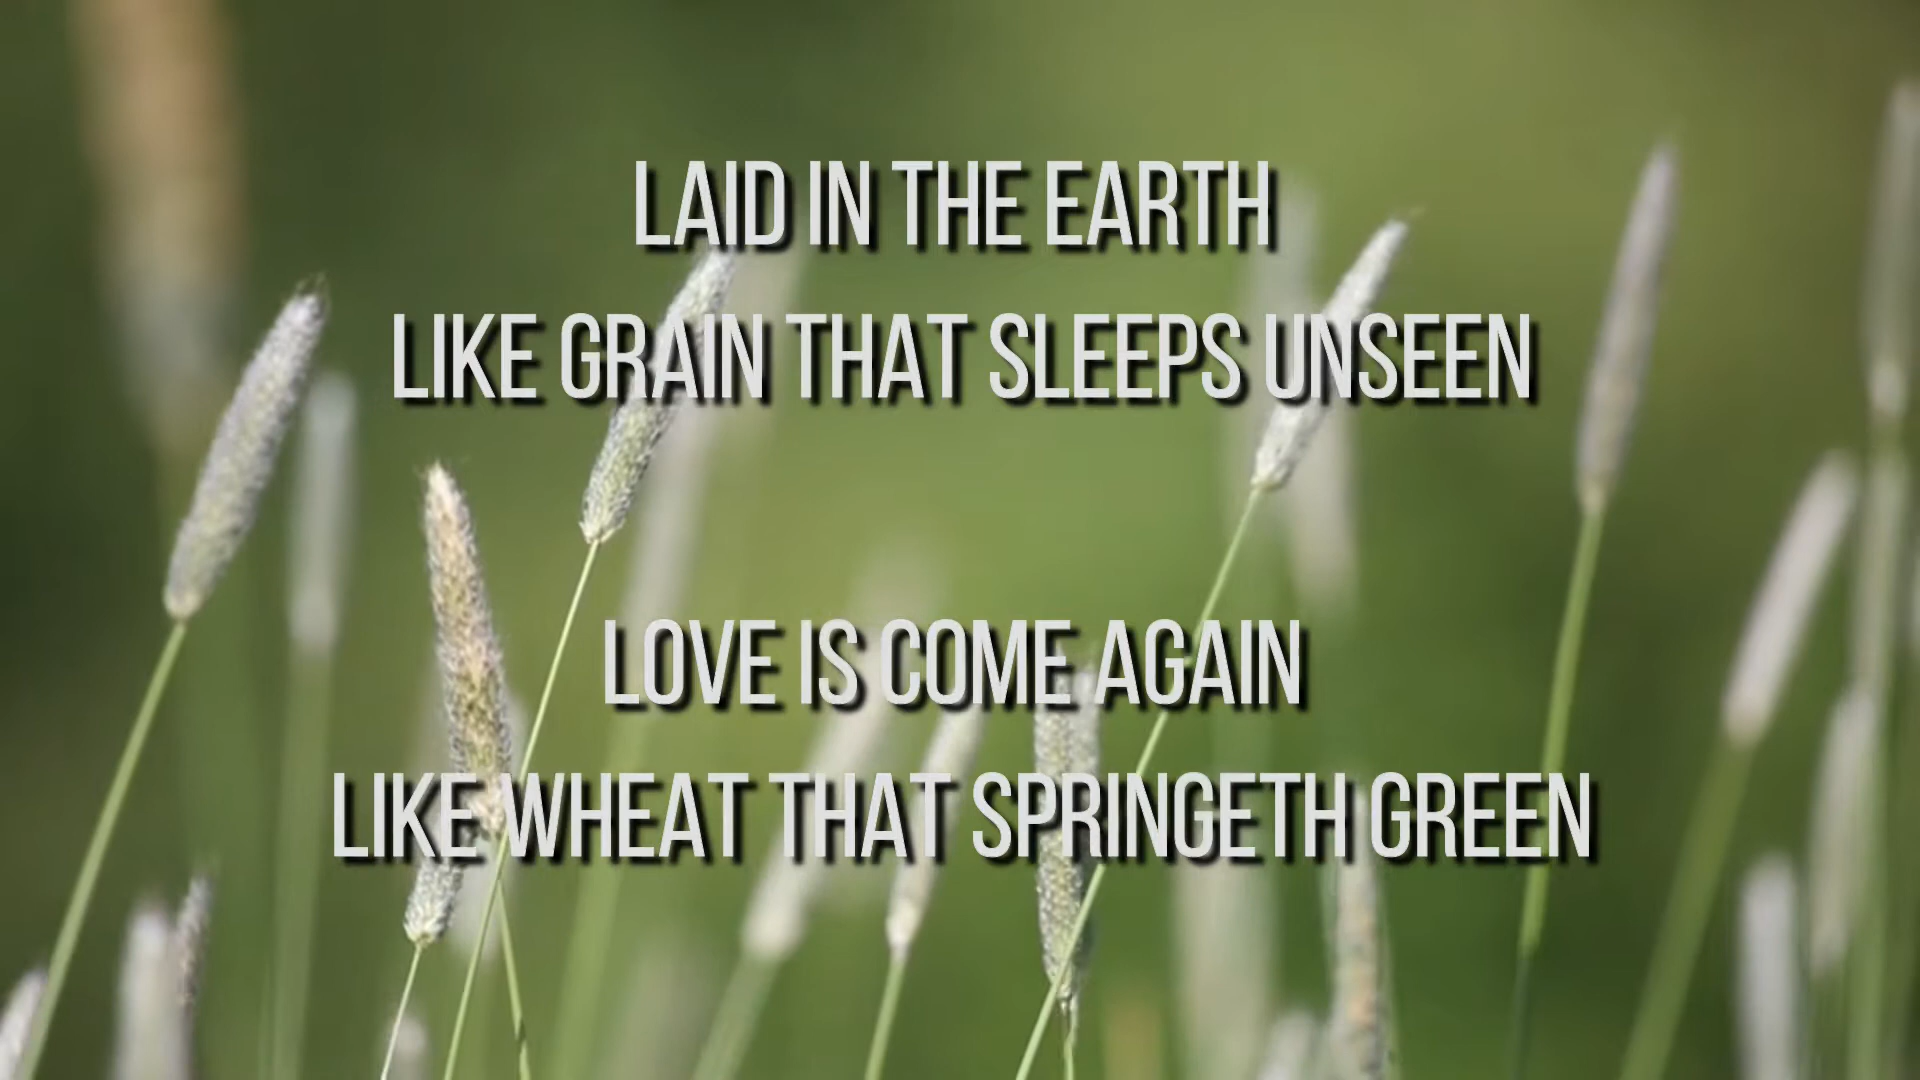 LAID IN THE EARTH
LIKE GRAIN THAT SLEEPS UNSEEN
LOVE IS COME AGAIN
LIKE WHEAT THAT SPRINGETH GREEN